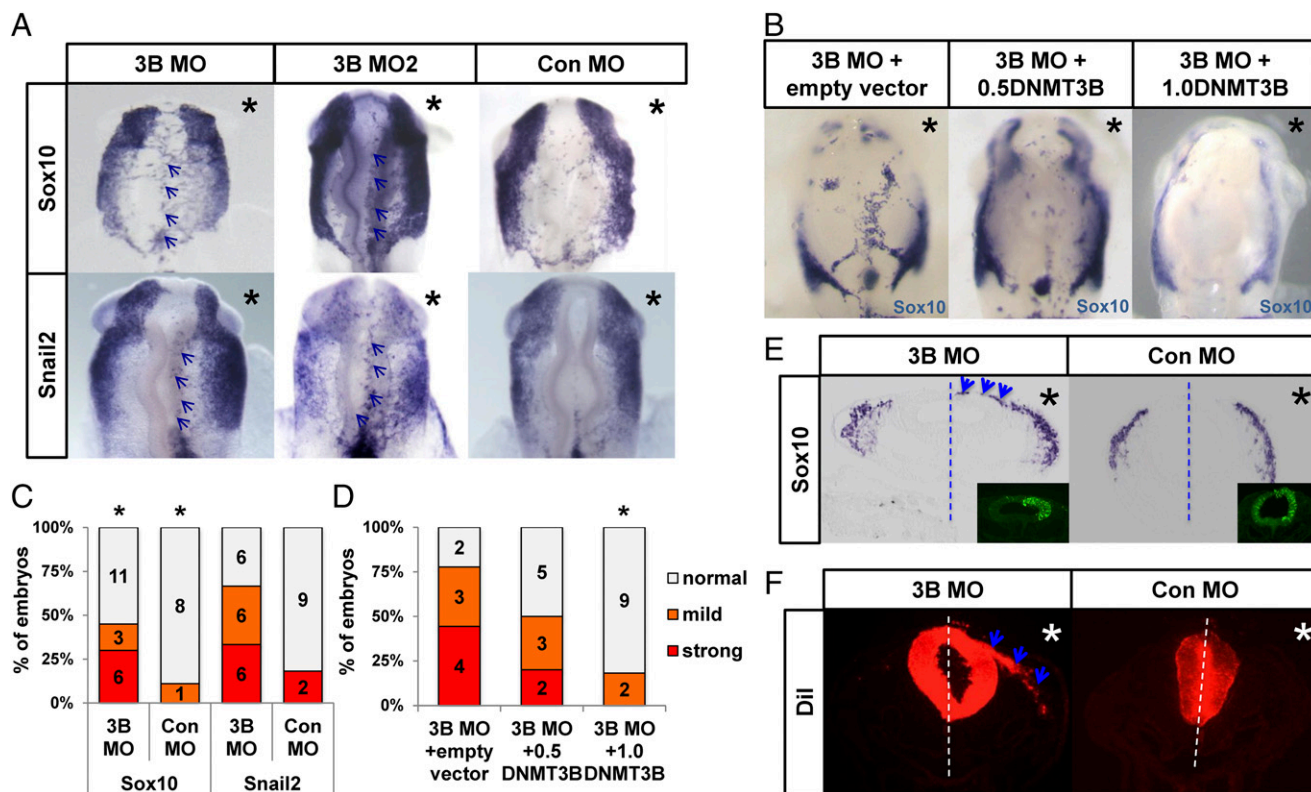 A
3B MO
3B MO2
Con MO
Sox10
*
*
*
Snail2
*
*
*
B
3B MO +
empty vector
3B MO +
0.5DNMT3B
3B MO +
1.0DNMT3B
*
*
*
Sox10
Sox10
Sox10
C
*
*
% of embryos
100%
75%
50%
25%
0%
11
3
6
8
1
6
6
6
9
2
3B
MO
Con
MO
3B
MO
Con
MO
Sox10
Snail2
D
*
% of embryos
100%
75%
50%
25%
0%
2
3
4
5
3
2
9
2
3B MO
+empty
vector
3B MO
+0.5
DNMT3B
3B MO
+1.0
DNMT3B
normal
mild
strong
E
3B MO
Con MO
Sox10
*
*
F
3B MO
Con MO
DiI
*
*